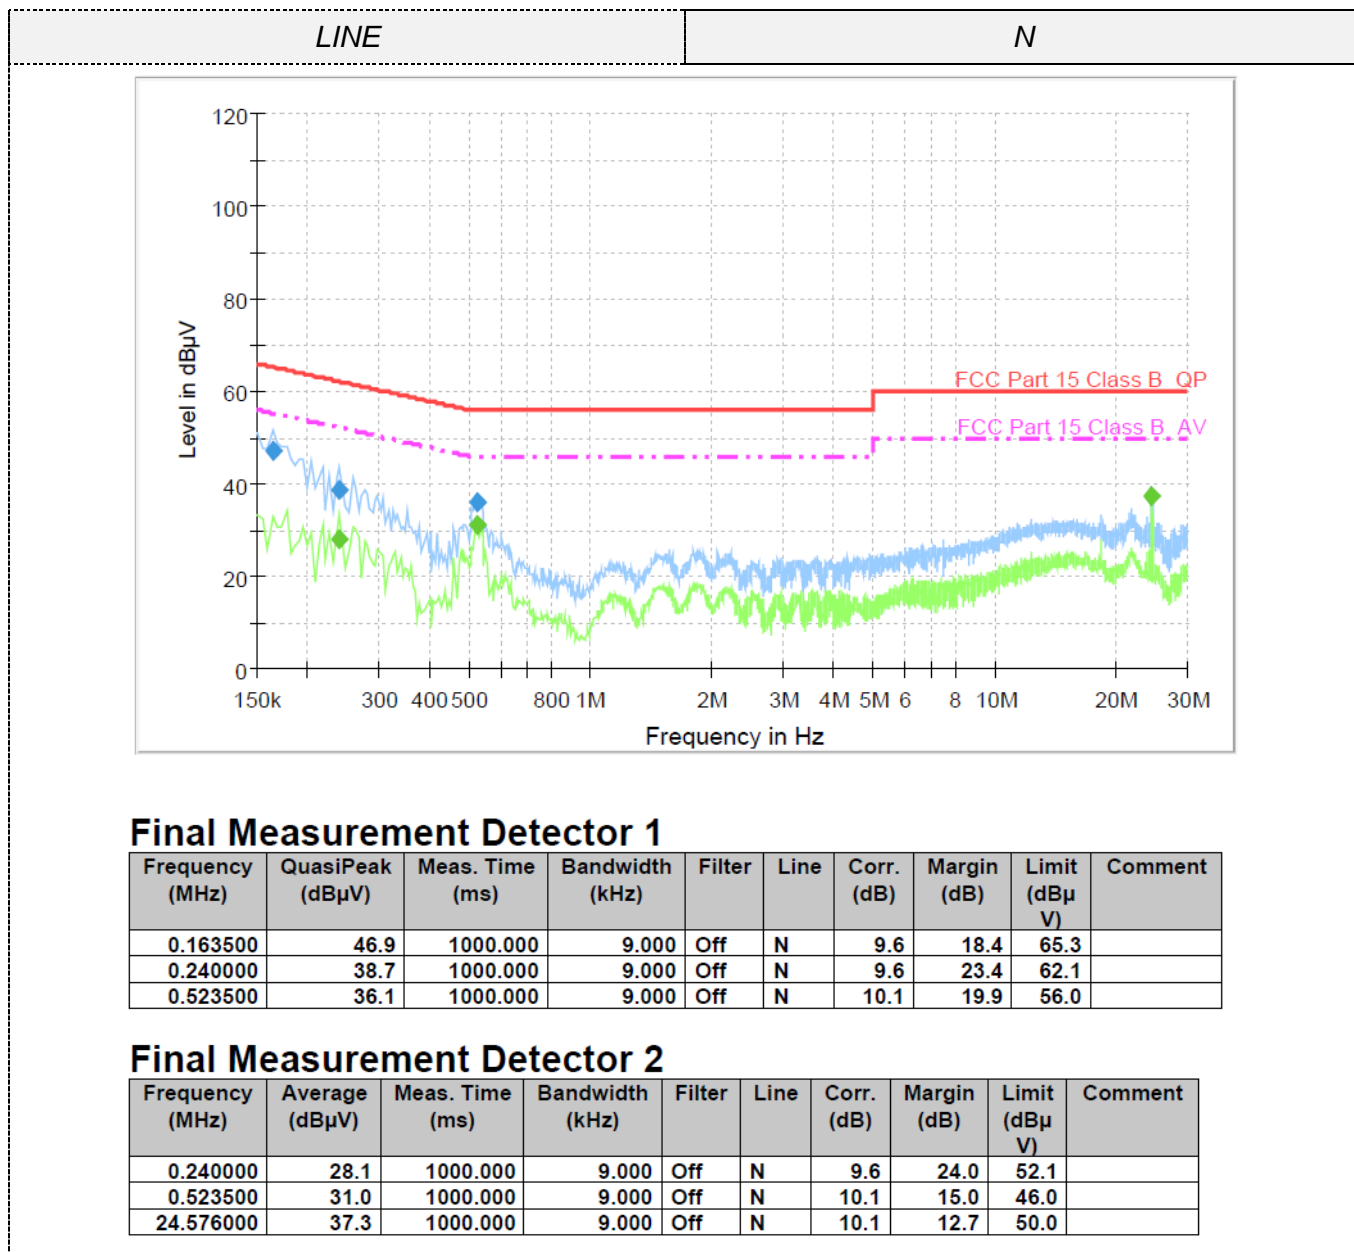 LINE N
120
100
80
60
40
20
0
Level in dBµV
FCC Part 15 Class B QP
FCC Part 15 Class B AV
150k 300 400 500 800 1M 2M 3M 4M 5M 6 8 10M 20M 30M
Frequency in Hz
Final Measurement Detector 1
Frequency (MHz) QuasiPeak (dBµV) Meas. Time (ms) Bandwidth (kHz) Filter Line Corr. (dB) Margin (dB) Limit (dBµ V) Comment
0.163500 46.9 1000.000 9.000 Off N 9.6 18.4 65.3
0.240000 38.7 1000.000 9.000 Off N 9.6 23.4 62.1
0.523500 36.1 1000.000 9.000 Off N 10.1 19.9 56.0
Final Measurement Detector 2
Frequency (MHz) Average (dBµV) Meas. Time (ms) Bandwidth (kHz) Filter Line Corr. (dB) Margin (dB) Limit (dBµ V) Comment
0.240000 28.1 1000.000 9.000 Off N 9.6 24.0 52.1
0.523500 31.0 1000.000 9.000 Off N 10.1 15.0 46.0
24.576000 37.3 1000.000 9.000 Off N 10.1 12.7 50.0